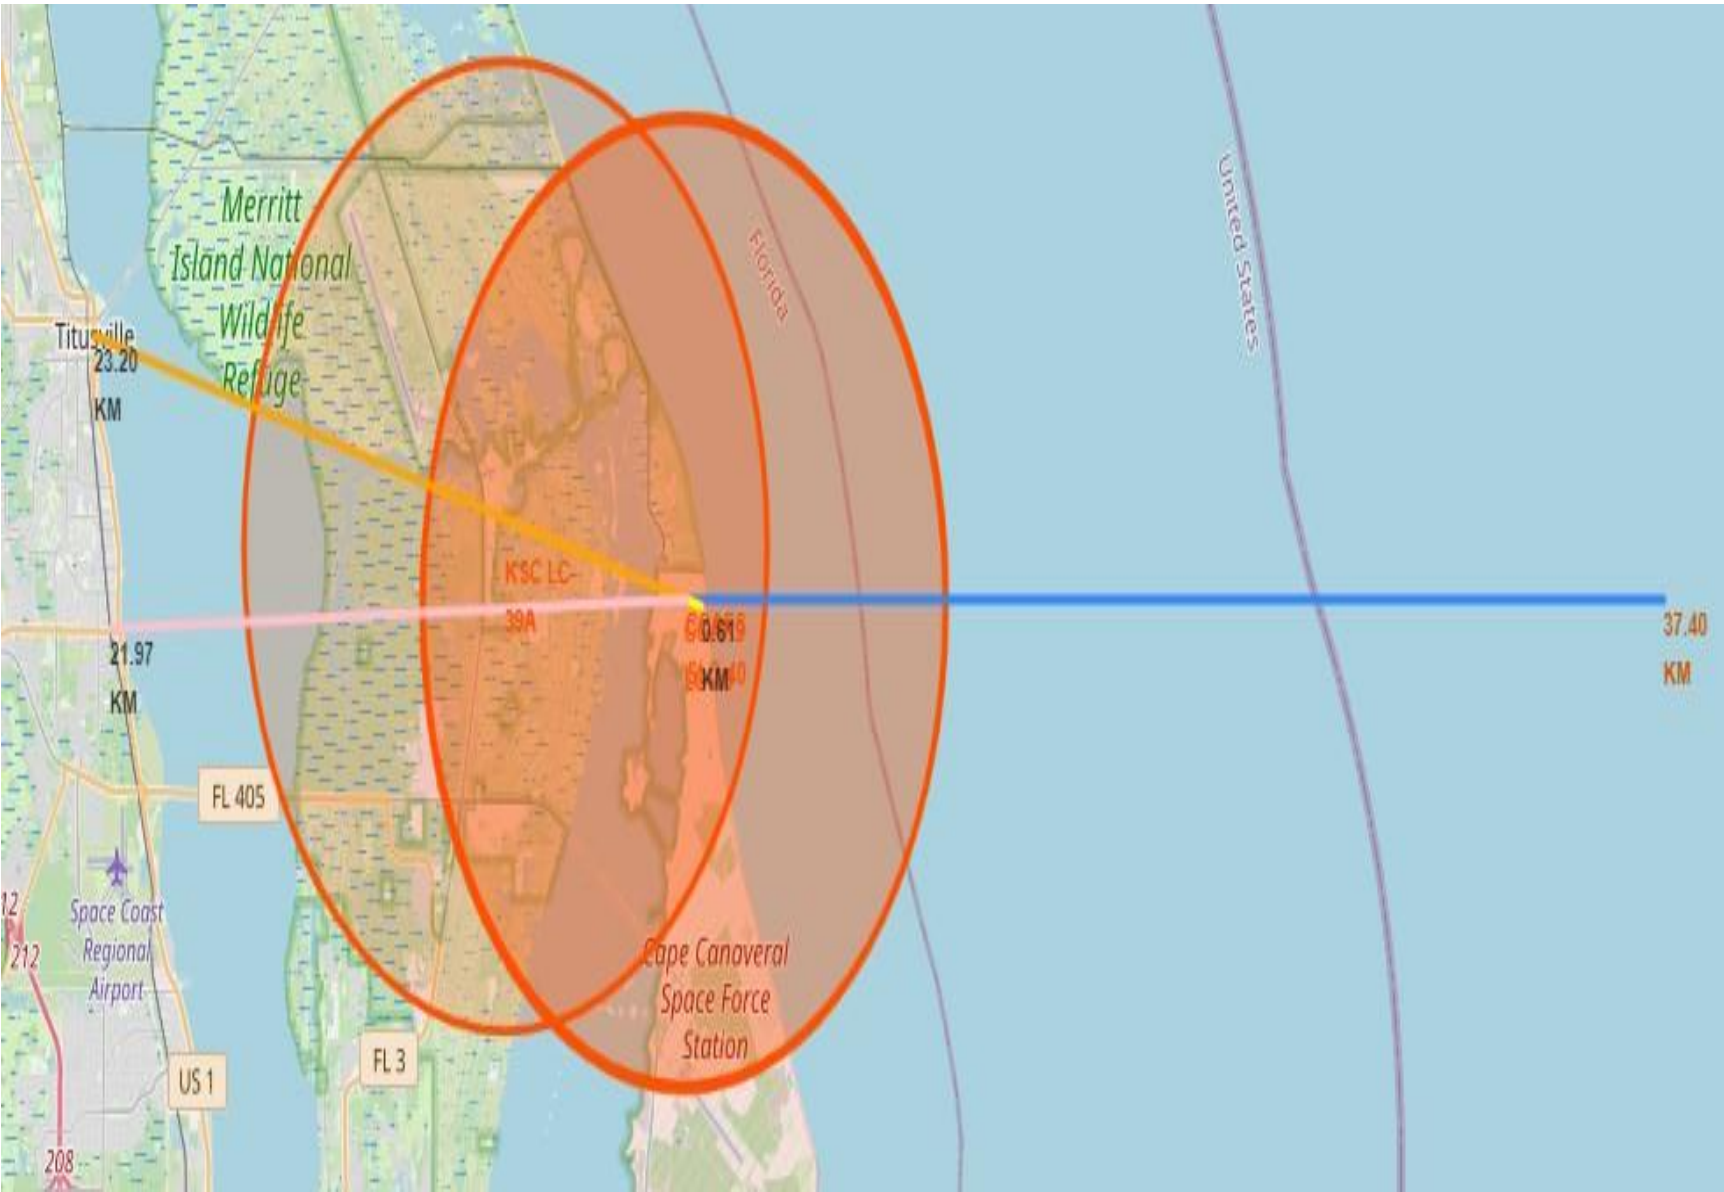 Merritt
Island National
Wildlife
Refuge
Titusville
23.20
KM
Florida
United States
KSC LC-
39A
0.61
KM
37.40
KM
21.97
KM
FL 405
Space Coast
Regional
Airport
12
212
Cape Canaveral
Space Force
Station
FL 3
US 1
208